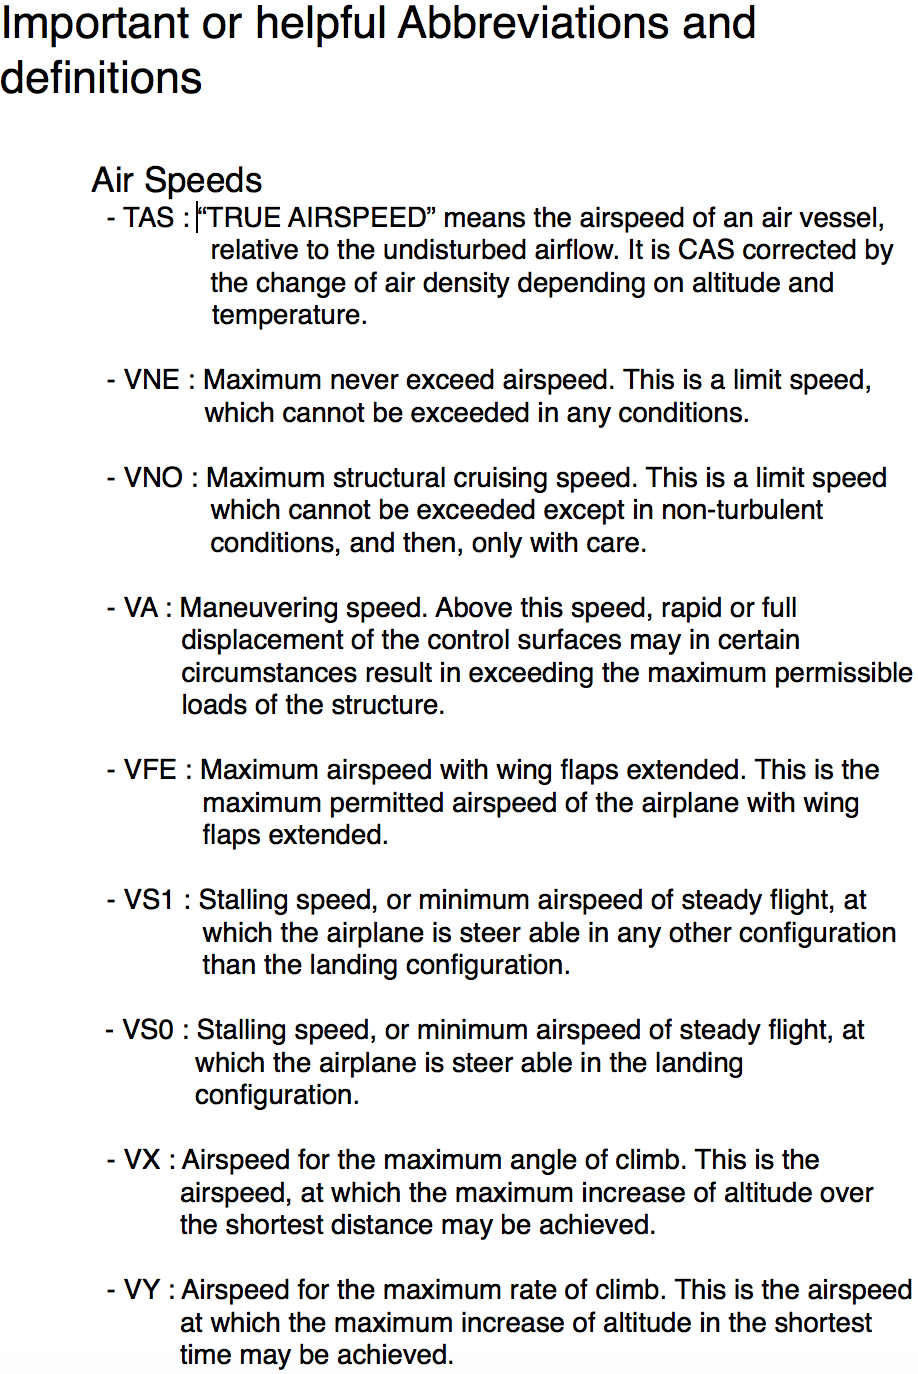 Important or helpful Abbreviations and
definitions
Air Speeds
- TAS : “TRUE AIRSPEED” means the airspeed of an air vessel,
relative to the undisturbed airflow. It is CAS corrected by
the change of air density depending on altitude and
temperature.
- VNE : Maximum never exceed airspeed. This is a limit speed,
which cannot be exceeded in any conditions.
- VNO : Maximum structural cruising speed. This is a limit speed
which cannot be exceeded except in non-turbulent
conditions, and then, only with care.
- VA : Maneuvering speed. Above this speed, rapid or full
displacement of the control surfaces may in certain
circumstances result in exceeding the maximum permissible
loads of the structure.
- VFE : Maximum airspeed with wing flaps extended. This is the
maximum permitted airspeed of the airplane with wing
flaps extended.
- VS1 : Stalling speed, or minimum airspeed of steady flight, at
which the airplane is steer able in any other configuration
than the landing configuration.
- VS0 : Stalling speed, or minimum airspeed of steady flight, at
which the airplane is steer able in the landing
configuration.
- VX : Airspeed for the maximum angle of climb. This is the
airspeed, at which the maximum increase of altitude over
the shortest distance may be achieved.
- VY : Airspeed for the maximum rate of climb. This is the airspeed
at which the maximum increase of altitude in the shortest
time may be achieved.